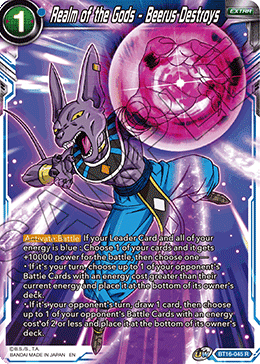 1
Realm of the Gods - Beerus Destroys
EXTRA
Activate: Battle If your Leader Card and all of your
energy is blue : Choose 1 of your cards and it gets
+10000 power for the battle, then choose one—
・If it's your turn, choose up to 1 of your opponent's
Battle Cards with an energy cost greater than their
current energy and place it at the bottom of its owner's
deck.
・If it's your opponent's turn, draw 1 card, then choose
up to 1 of your opponent's Battle Cards with an energy
cost of 2 or less and place it at the bottom of its owner's
deck.
©B.S./S., T.A.
BANDAI MADE IN JAPAN EN
BT16-045 R